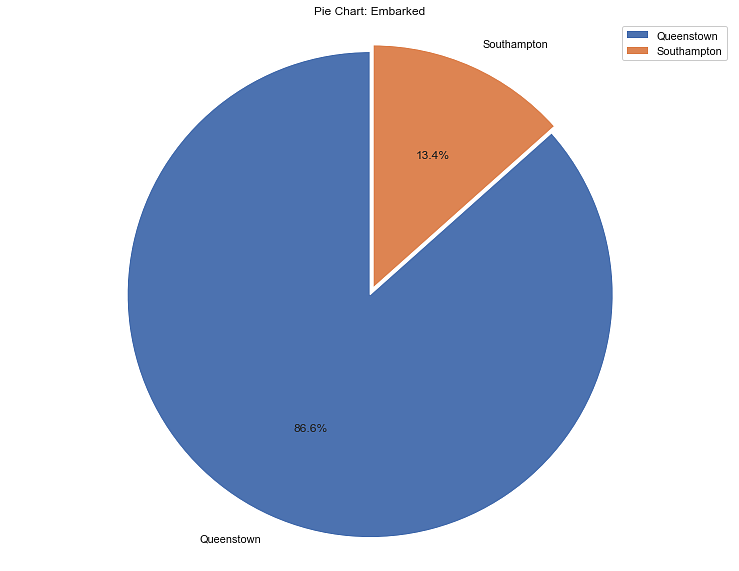 Pie Chart: Embarked
Southampton
Queenstown
Southampton
13.4%
86.6%
Queenstown